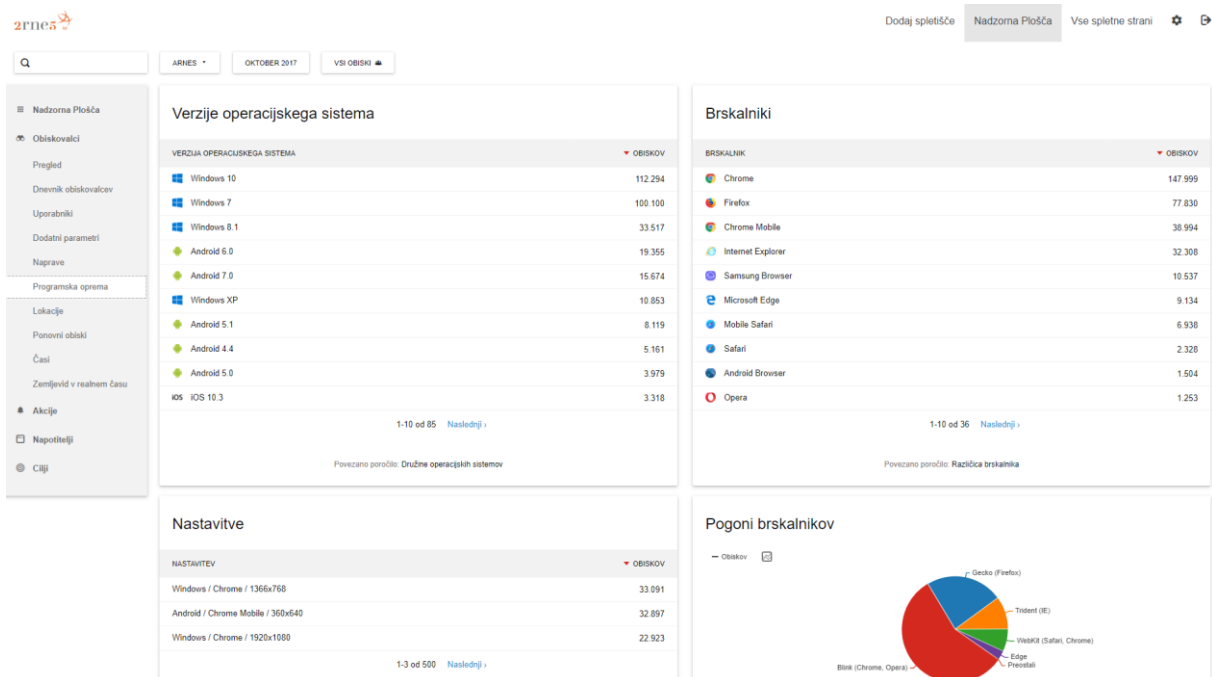 arnes
Dodaj spletišče
Nadzorna Plošča
Vse spletne strani
ARNES
OKTOBER 2017
VSI OBISKI
Nadzorna Plošča
Obiskovalci
Pregled
Dnevnik obiskovalcev
Uporabniki
Dodatni parametri
Naprave
Programska oprema
Lokacije
Ponovni obiski
Časi
Zemljevid v realnem času
Akcije
Napotitelji
Cilji
Verzije operacijskega sistema
VERZIJA OPERACIJSKEGA SISTEMA OBISKOV
Windows 10 112.294
Windows 7 100.100
Windows 8.1 33.517
Android 6.0 19.355
Android 7.0 15.674
Windows XP 10.853
Android 5.1 8.119
Android 4.4 5.161
Android 5.0 3.979
iOS iOS 10.3 3.318
1-10 od 85 Naslednji ›
Povezano poročilo: Družine operacijskih sistemov
Brskalniki
BRSKALNIK OBISKOV
Chrome 147.999
Firefox 77.830
Chrome Mobile 38.994
Internet Explorer 32.308
Samsung Browser 10.537
Microsoft Edge 9.134
Mobile Safari 6.938
Safari 2.328
Android Browser 1.504
Opera 1.253
1-10 od 36 Naslednji ›
Povezano poročilo: Različica brskalnika
Nastavitve
NASTAVITEV OBISKOV
Windows / Chrome / 1366x768 33.091
Android / Chrome Mobile / 360x640 32.897
Windows / Chrome / 1920x1080 22.923
1-3 od 500 Naslednji ›
Pogoni brskalnikov
Obiskov
Gecko (Firefox)
Trident (IE)
WebKit (Safari, Chrome)
Edge
Preostali
Blink (Chrome, Opera)